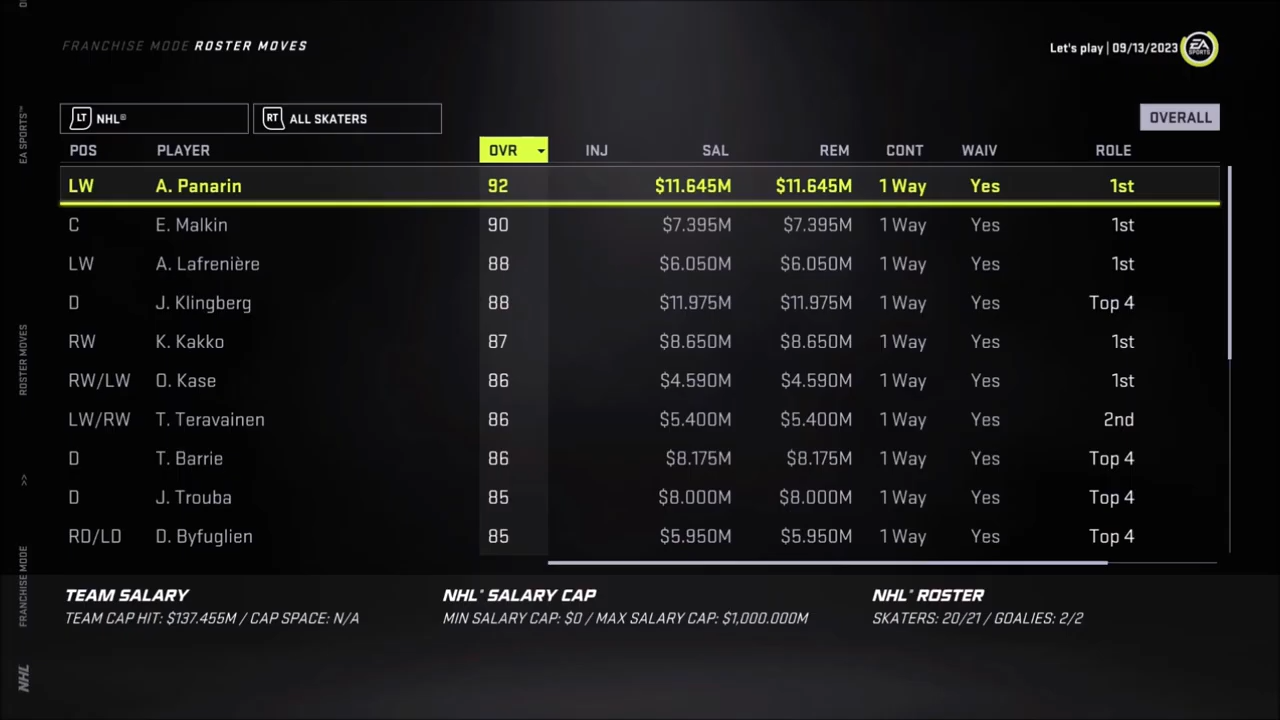 FRANCHISE MODE ROSTER MOVES
Let's play | 09/13/2023
EA SPORTS
LT NHL®
RT ALL SKATERS
OVERALL
POS PLAYER OVR INJ SAL REM CONT WAIV ROLE
LW A. Panarin 92 $11.645M $11.645M 1 Way Yes 1st
C E. Malkin 90 $7.395M $7.395M 1 Way Yes 1st
LW A. Lafrenière 88 $6.050M $6.050M 1 Way Yes 1st
D J. Klingberg 88 $11.975M $11.975M 1 Way Yes Top 4
RW K. Kakko 87 $8.650M $8.650M 1 Way Yes 1st
RW/LW O. Kase 86 $4.590M $4.590M 1 Way Yes 1st
LW/RW T. Teravainen 86 $5.400M $5.400M 1 Way Yes 2nd
D T. Barrie 86 $8.175M $8.175M 1 Way Yes Top 4
D J. Trouba 85 $8.000M $8.000M 1 Way Yes Top 4
RD/LD D. Byfuglien 85 $5.950M $5.950M 1 Way Yes Top 4
TEAM SALARY
TEAM CAP HIT: $137.455M / CAP SPACE: N/A
NHL® SALARY CAP
MIN SALARY CAP: $0 / MAX SALARY CAP: $1,000.000M
NHL® ROSTER
SKATERS: 20/21 / GOALIES: 2/2
NHL
FRANCHISE MODE
>>
ROSTER MOVES
EA SPORTS™